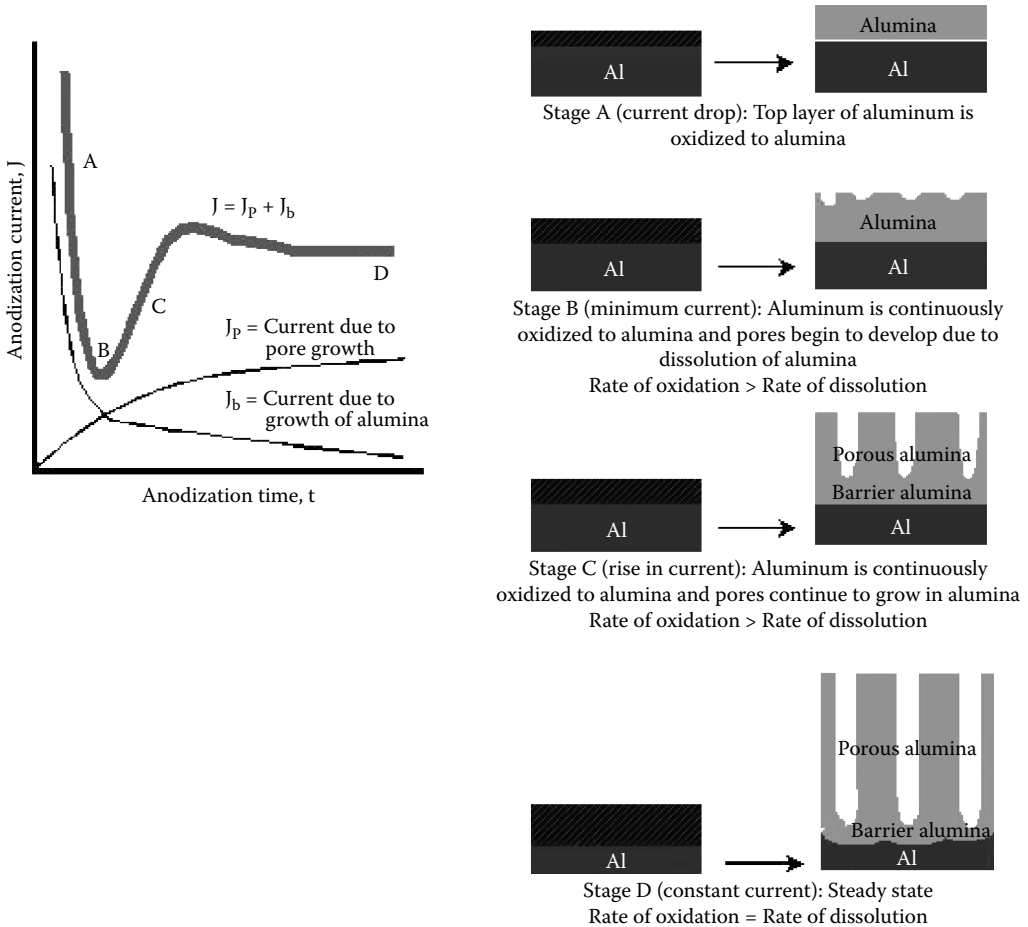 Anodization current, J
A
B
C
D
J = J_P + J_b
J_P = Current due to
pore growth
J_b = Current due to
growth of alumina
Anodization time, t
Al
Alumina
Al
Stage A (current drop): Top layer of aluminum is
oxidized to alumina
Al
Alumina
Al
Stage B (minimum current): Aluminum is continuously
oxidized to alumina and pores begin to develop due to
dissolution of alumina
Rate of oxidation > Rate of dissolution
Al
Porous alumina
Barrier alumina
Al
Stage C (rise in current): Aluminum is continuously
oxidized to alumina and pores continue to grow in alumina
Rate of oxidation > Rate of dissolution
Al
Porous alumina
Barrier alumina
Al
Stage D (constant current): Steady state
Rate of oxidation = Rate of dissolution